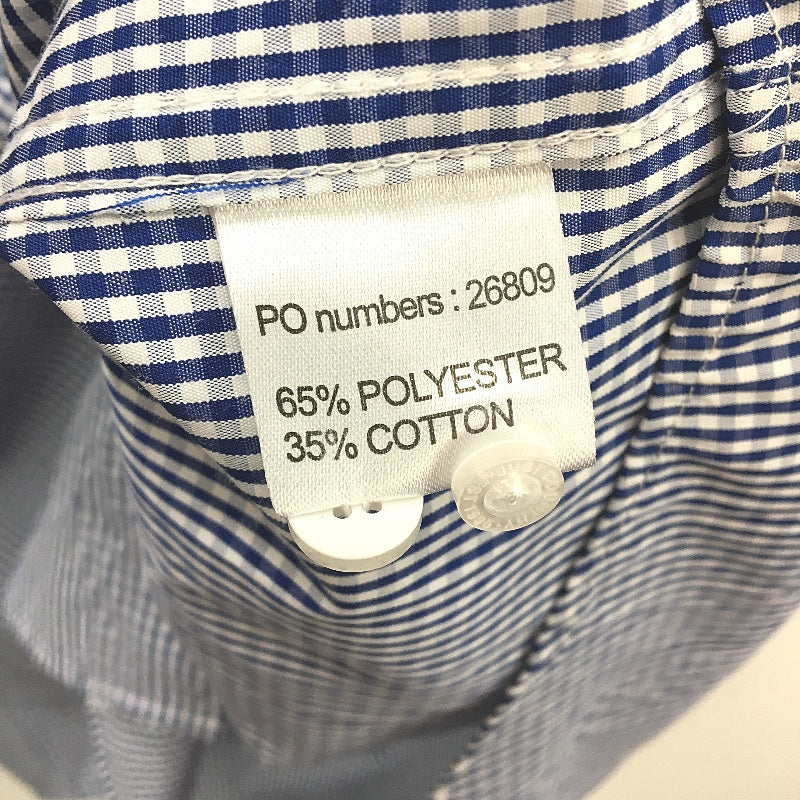 PO numbers : 26809
65% POLYESTER
35% COTTON